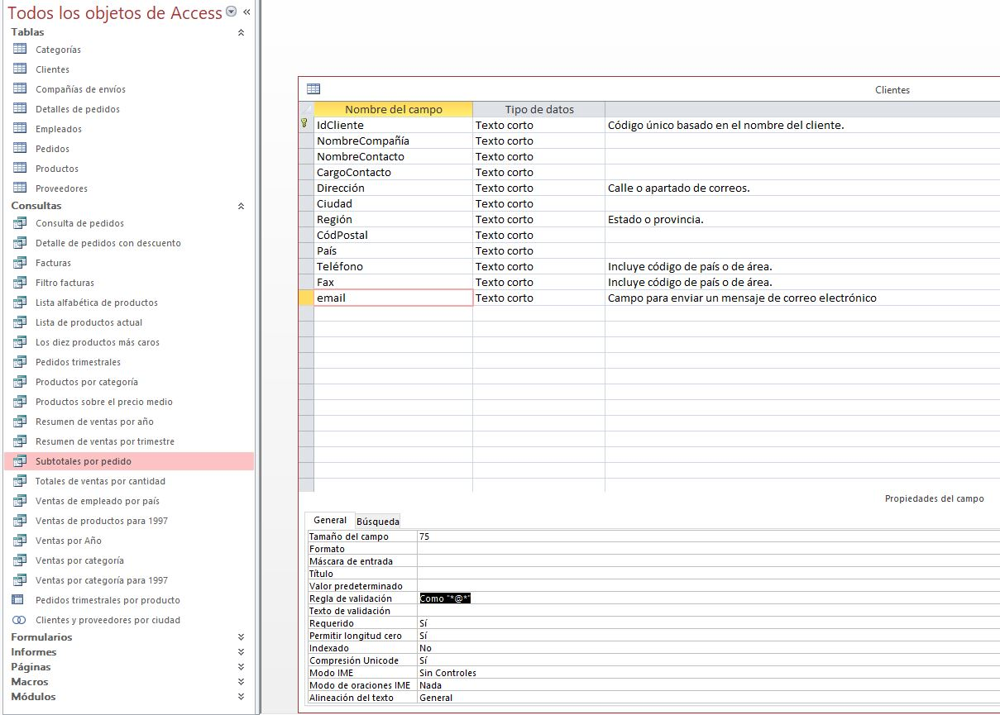 Todos los objetos de Access «
Tablas
Categorías
Clientes
Compañías de envíos
Detalles de pedidos
Empleados
Pedidos
Productos
Proveedores
Consultas
Consulta de pedidos
Detalle de pedidos con descuento
Facturas
Filtro facturas
Lista alfabética de productos
Lista de productos actual
Los diez productos más caros
Pedidos trimestrales
Productos por categoría
Productos sobre el precio medio
Resumen de ventas por año
Resumen de ventas por trimestre
Subtotales por pedido
Totales de ventas por cantidad
Ventas de empleado por país
Ventas de productos para 1997
Ventas por Año
Ventas por categoría
Ventas por categoría para 1997
Pedidos trimestrales por producto
Clientes y proveedores por ciudad
Formularios
Informes
Páginas
Macros
Módulos
Clientes
Nombre del campo Tipo de datos
IdCliente Texto corto Código único basado en el nombre del cliente.
NombreCompañía Texto corto
NombreContacto Texto corto
CargoContacto Texto corto
Dirección Texto corto Calle o apartado de correos.
Ciudad Texto corto
Región Texto corto Estado o provincia.
CódPostal Texto corto
País Texto corto
Teléfono Texto corto Incluye código de país o de área.
Fax Texto corto Incluye código de país o de área.
email Texto corto Campo para enviar un mensaje de correo electrónico
Propiedades del campo
General Búsqueda
Tamaño del campo 75
Formato
Máscara de entrada
Título
Valor predeterminado
Regla de validación Como "*@*"
Texto de validación
Requerido Sí
Permitir longitud cero Sí
Indexado No
Compresión Unicode Sí
Modo IME Sin Controles
Modo de oraciones IME Nada
Alineación del texto General